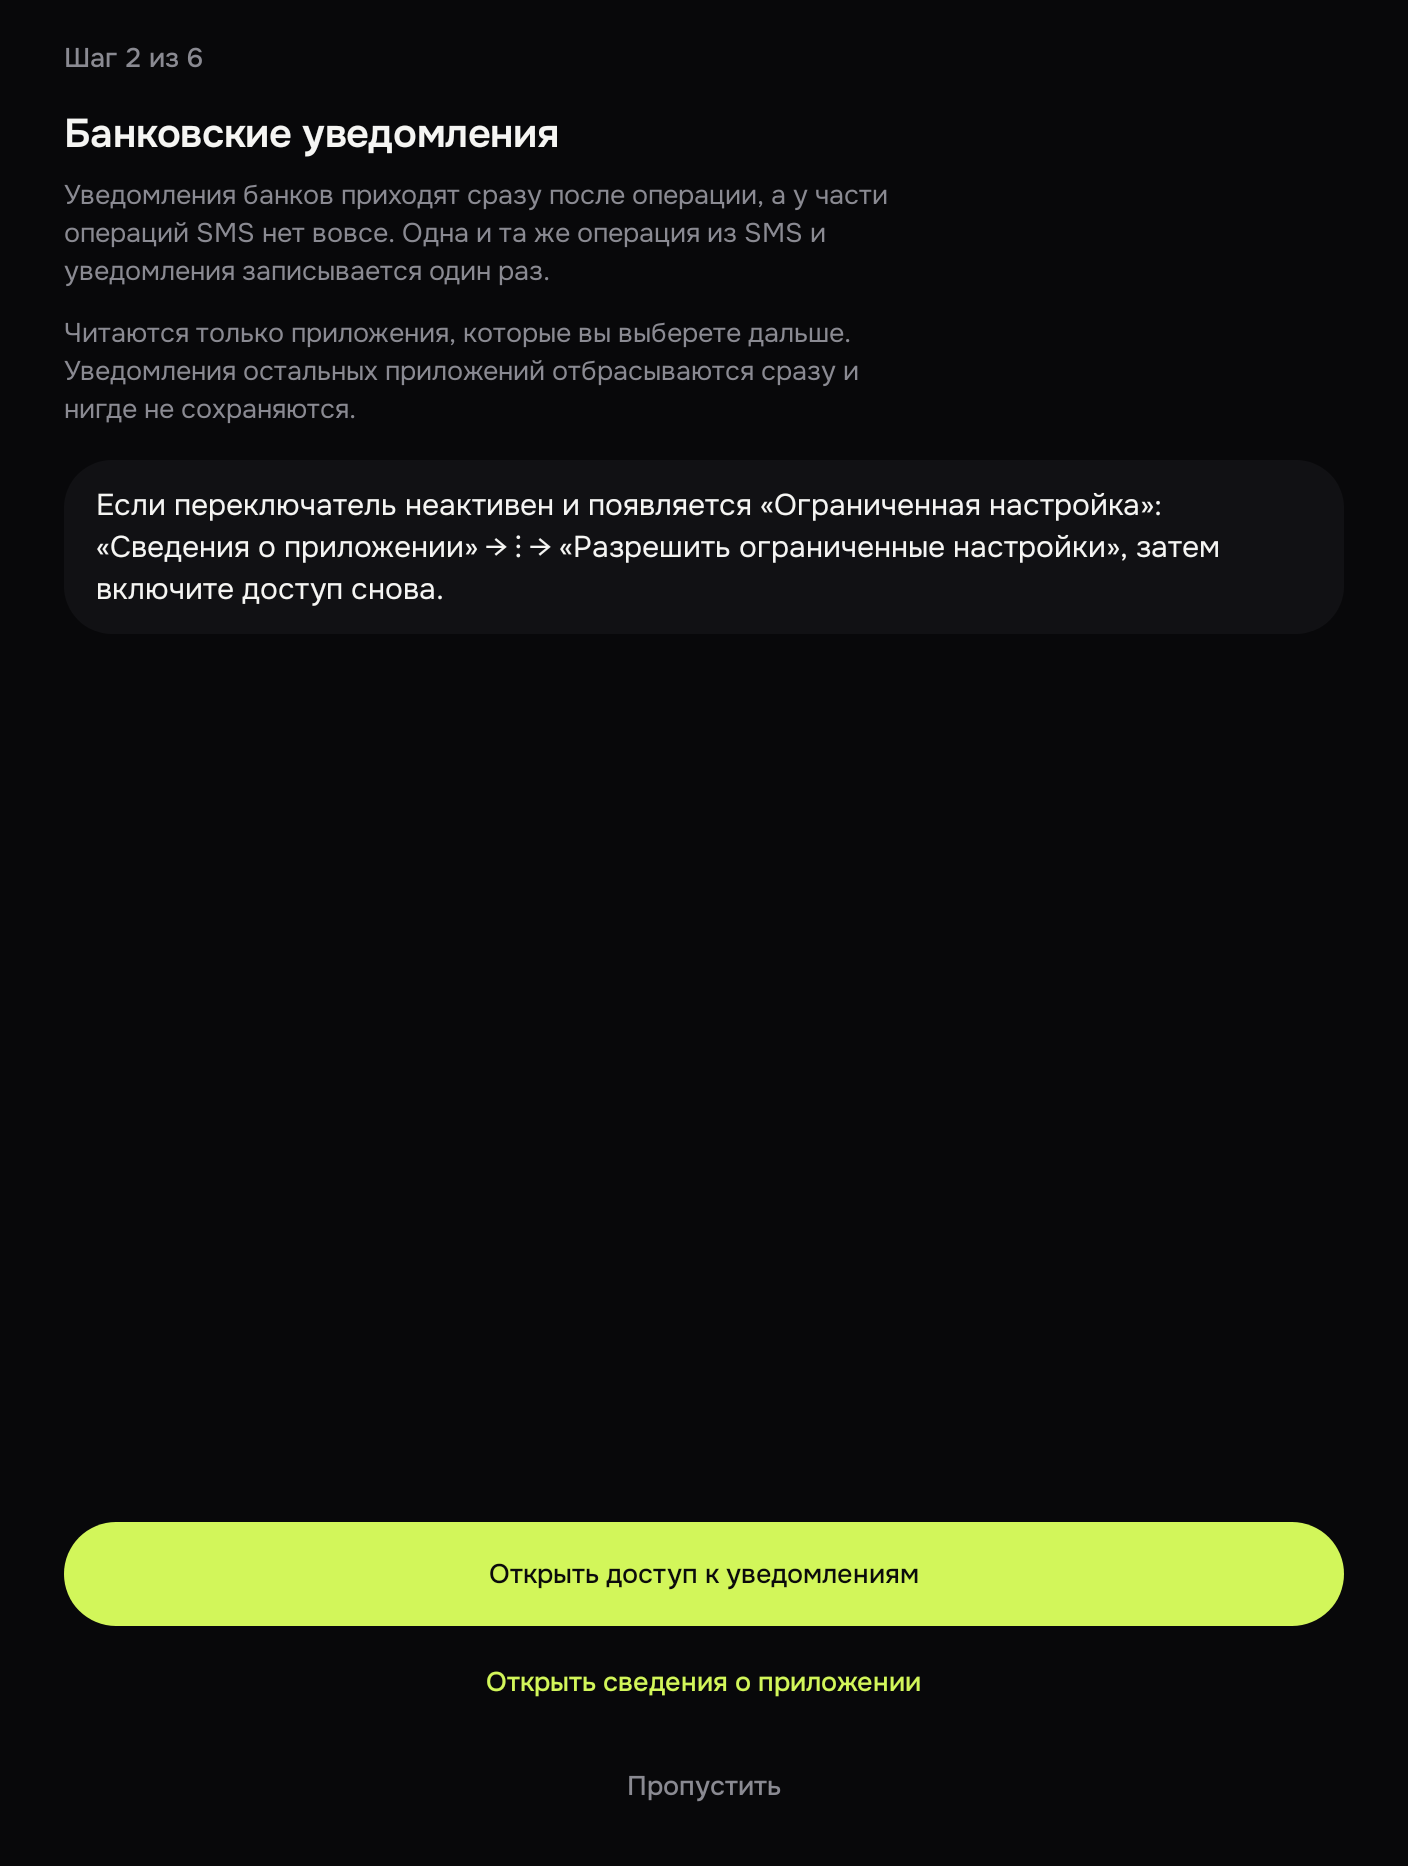 Шаг 2 из 6
Банковские уведомления
Уведомления банков приходят сразу после операции, а у части
операций SMS нет вовсе. Одна и та же операция из SMS и
уведомления записывается один раз.
Читаются только приложения, которые вы выберете дальше.
Уведомления остальных приложений отбрасываются сразу и
нигде не сохраняются.
Если переключатель неактивен и появляется «Ограниченная настройка»:
«Сведения о приложении» → ⋮ → «Разрешить ограниченные настройки», затем
включите доступ снова.
Открыть доступ к уведомлениям
Открыть сведения о приложении
Пропустить